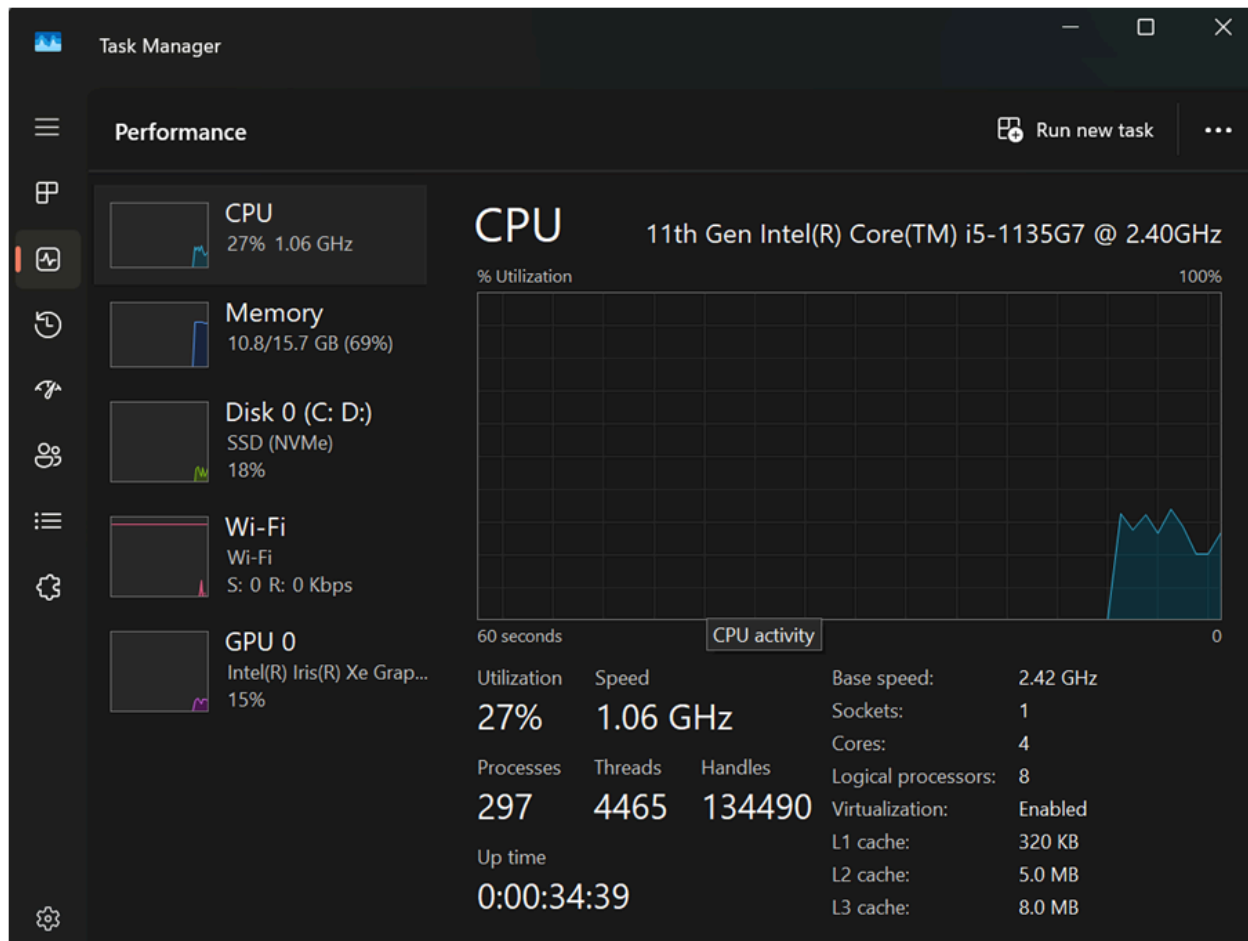 Task Manager
Performance
Run new task
CPU
27% 1.06 GHz
Memory
10.8/15.7 GB (69%)
Disk 0 (C: D:)
SSD (NVMe)
18%
Wi-Fi
Wi-Fi
S: 0 R: 0 Kbps
GPU 0
Intel(R) Iris(R) Xe Grap...
15%
CPU 11th Gen Intel(R) Core(TM) i5-1135G7 @ 2.40GHz
% Utilization 100%
60 seconds CPU activity 0
Utilization Speed
27% 1.06 GHz
Processes Threads Handles
297 4465 134490
Up time
0:00:34:39
Base speed: 2.42 GHz
Sockets: 1
Cores: 4
Logical processors: 8
Virtualization: Enabled
L1 cache: 320 KB
L2 cache: 5.0 MB
L3 cache: 8.0 MB